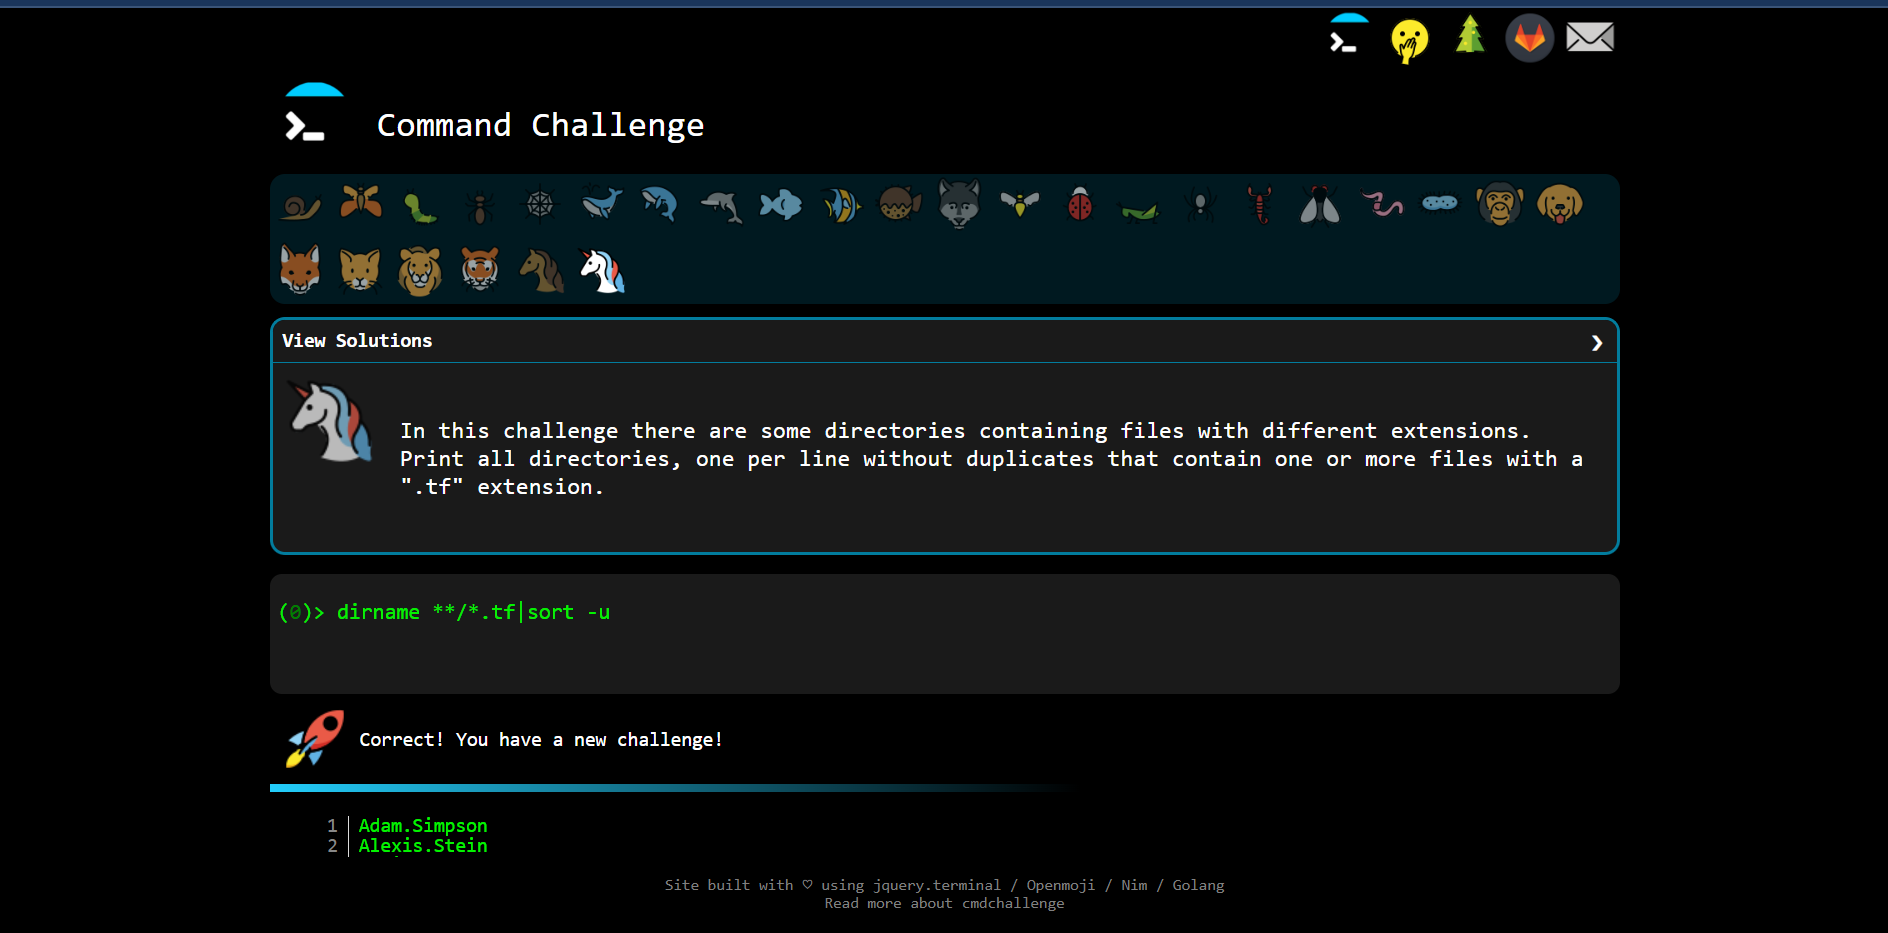 Command Challenge
View Solutions
In this challenge there are some directories containing files with different extensions.
Print all directories, one per line without duplicates that contain one or more files with a
".tf" extension.
(0)> dirname **/*.tf|sort -u
Correct! You have a new challenge!
1 Adam.Simpson
2 Alexis.Stein
Site built with ♡ using jquery.terminal / Openmoji / Nim / Golang
Read more about cmdchallenge